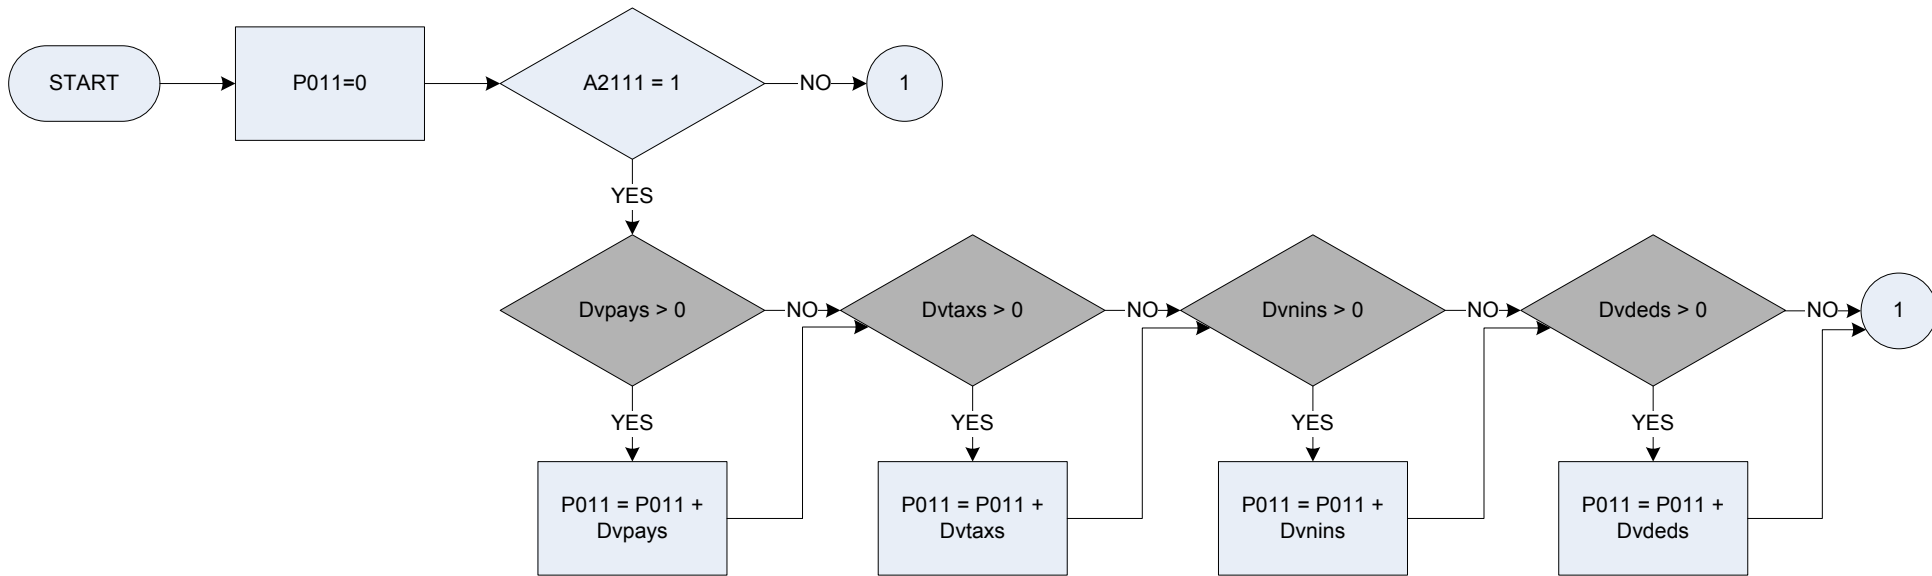 START
P011=0
A2111 = 1
NO
1
YES
Dvpays > 0
NO
Dvtaxs > 0
NO
Dvnins > 0
NO
Dvdeds > 0
NO
1
YES
YES
YES
YES
P011 = P011 +
Dvpays
P011 = P011 +
Dvtaxs
P011 = P011 +
Dvnins
P011 = P011 +
Dvdeds